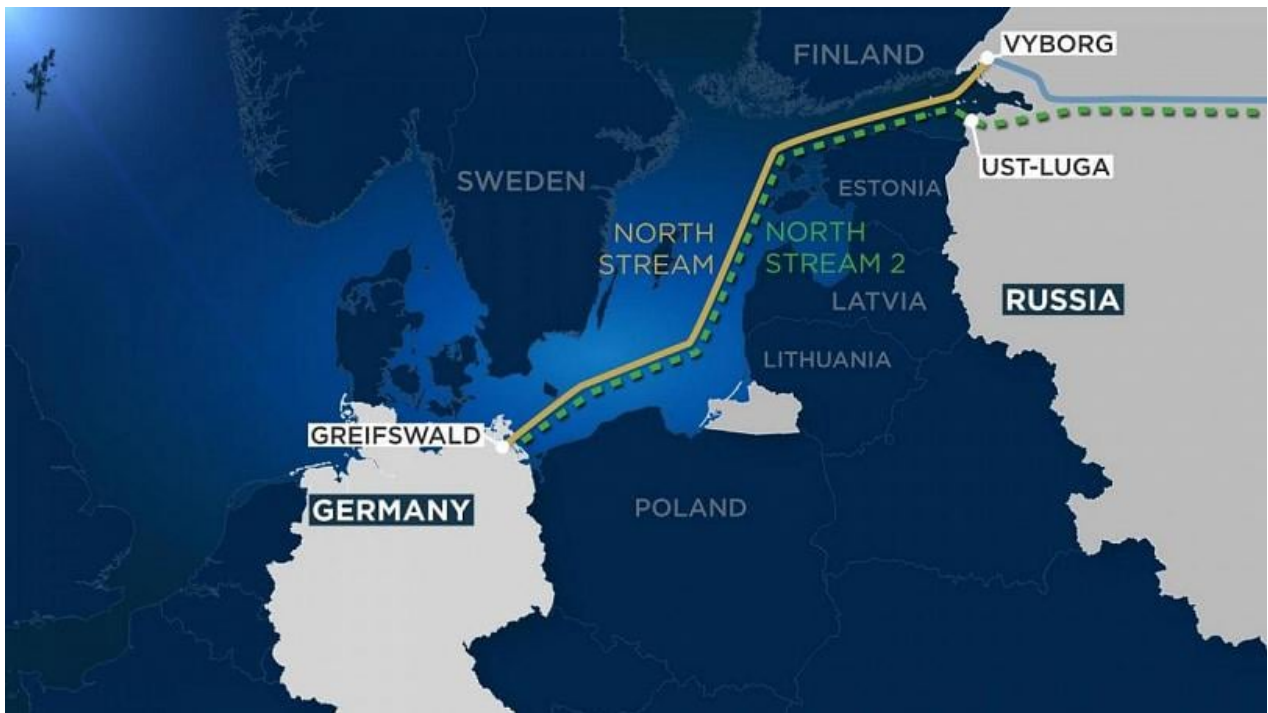 FINLAND
VYBORG
UST-LUGA
SWEDEN
ESTONIA
NORTH
STREAM
NORTH
STREAM 2
LATVIA
RUSSIA
LITHUANIA
GREIFSWALD
GERMANY
POLAND